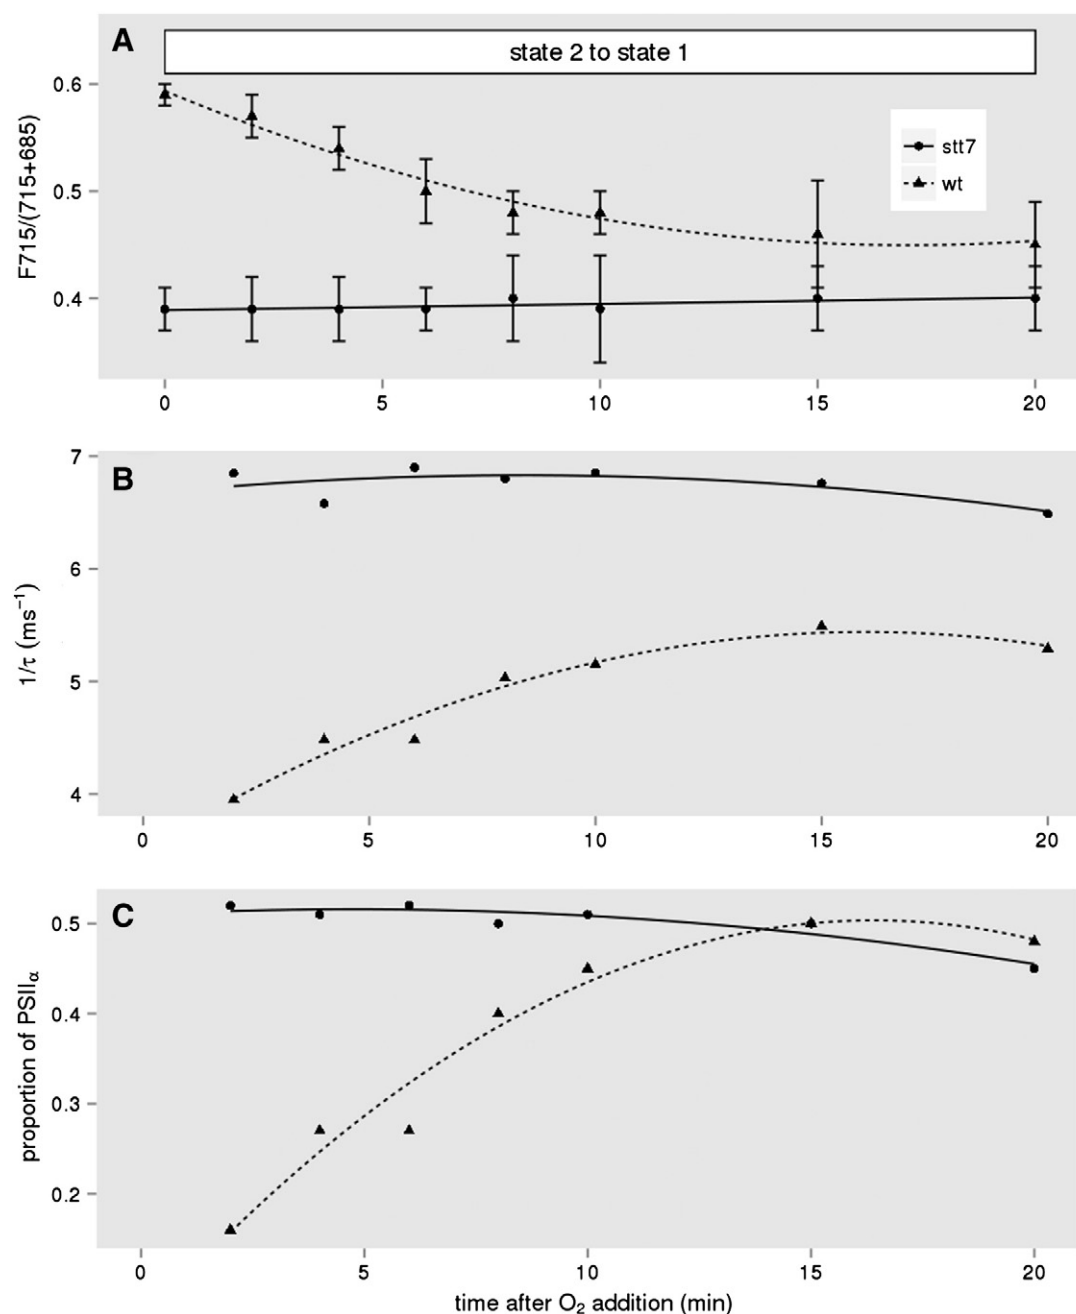 A
state 2 to state 1
F715/(715+685)
0.6
0.5
0.4
stt7
wt
0
5
10
15
20
B
1/τ (ms⁻¹)
7
6
5
4
0
5
10
15
20
C
proportion of PSIIα
0.5
0.4
0.3
0.2
0
5
10
15
20
time after O₂ addition (min)